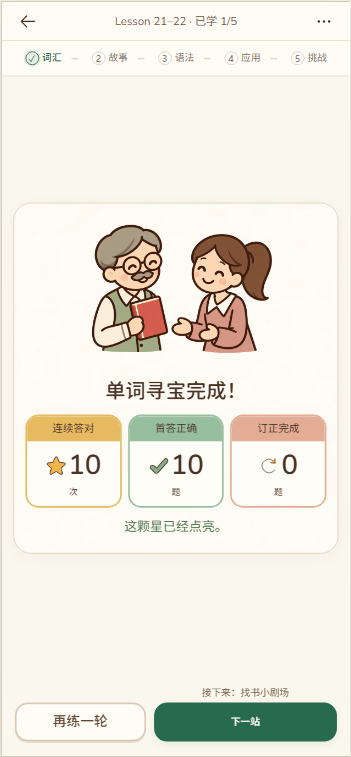 Lesson 21–22 · 已学 1/5
词汇
2 故事
3 语法
4 应用
5 挑战
单词寻宝完成！
连续答对
10
次
首答正确
10
题
订正完成
0
题
这颗星已经点亮。
接下来：找书小剧场
再练一轮
下一站